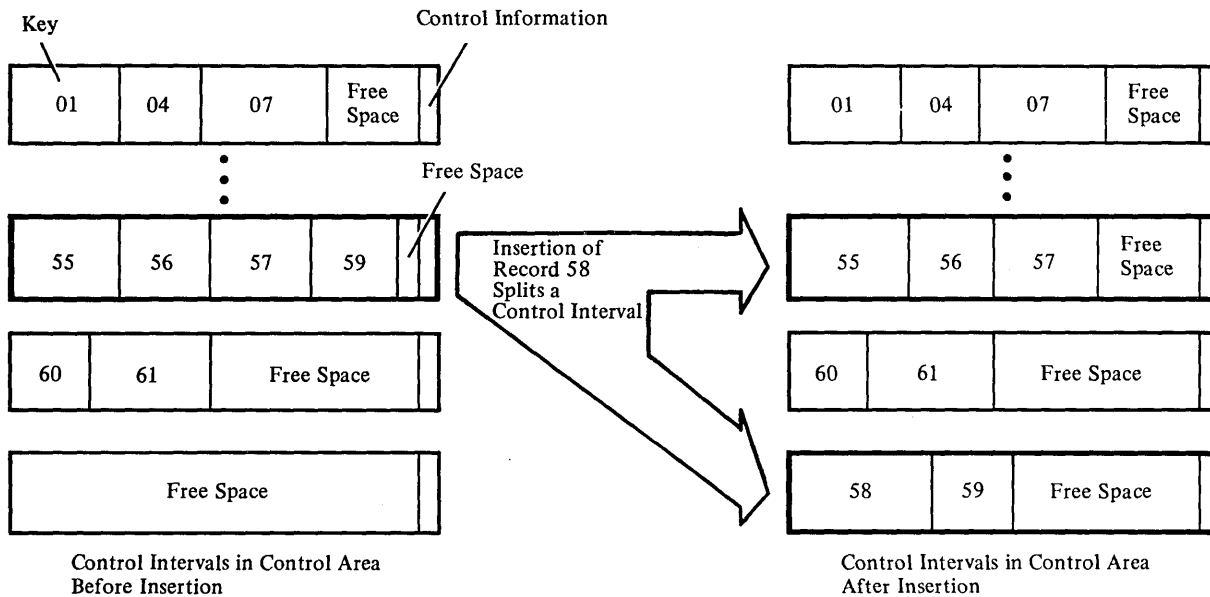 Key
Control Information
01 04 07 Free Space
01 04 07 Free Space
Free Space
55 56 57 59
Insertion of
Record 58
Splits a
Control Interval
55 56 57 Free Space
60 61 Free Space
60 61 Free Space
Free Space
58 59 Free Space
Control Intervals in Control Area
Before Insertion
Control Intervals in Control Area
After Insertion